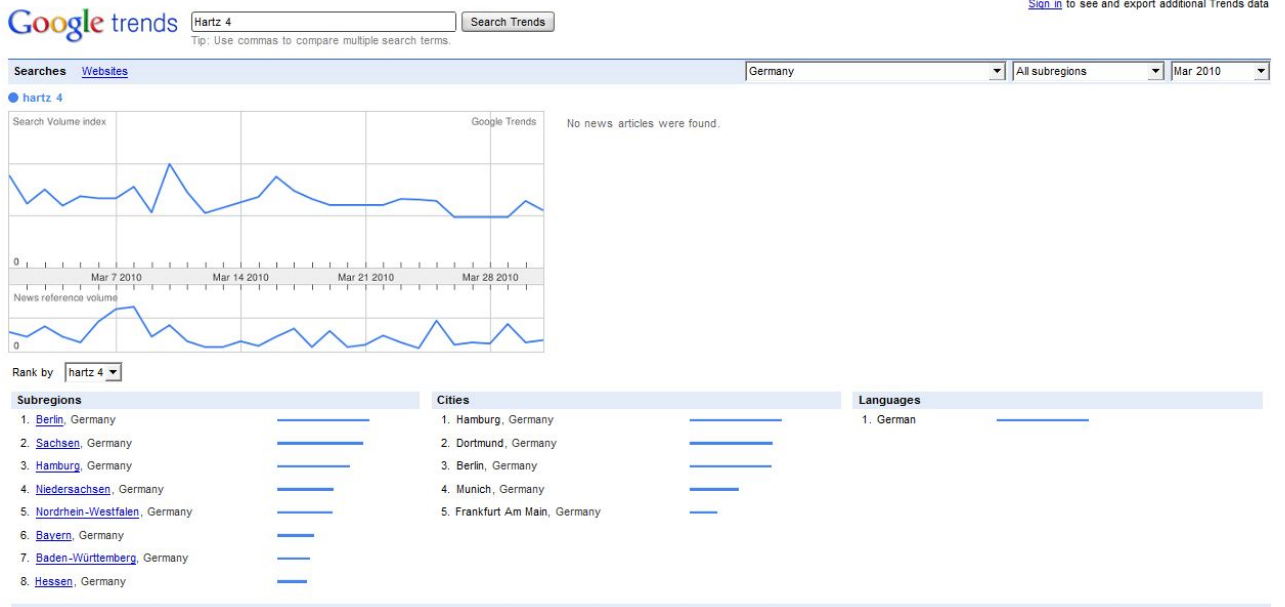 Sign in to see and export additional Trends data
Google trends Hartz 4 Search Trends
Tip: Use commas to compare multiple search terms.
Searches Websites Germany All subregions Mar 2010
hartz 4
Search Volume index Google Trends No news articles were found.
0
Mar 7 2010 Mar 14 2010 Mar 21 2010 Mar 28 2010
News reference volume
0
Rank by hartz 4
Subregions Cities Languages
1. Berlin, Germany 1. Hamburg, Germany 1. German
2. Sachsen, Germany 2. Dortmund, Germany
3. Hamburg, Germany 3. Berlin, Germany
4. Niedersachsen, Germany 4. Munich, Germany
5. Nordrhein-Westfalen, Germany 5. Frankfurt Am Main, Germany
6. Bayern, Germany
7. Baden-Württemberg, Germany
8. Hessen, Germany